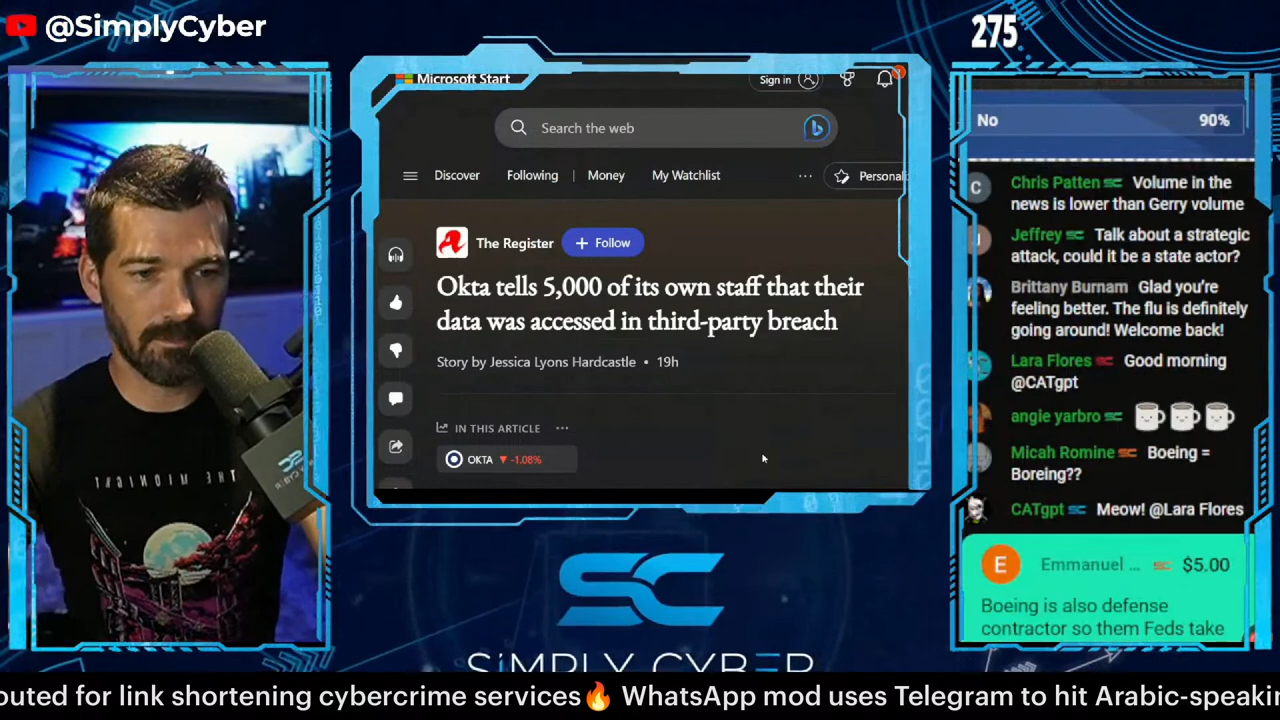 @SimplyCyber
275
Microsoft Start
Sign in
Search the web
Discover
Following
Money
My Watchlist
...
Personal
The Register
+ Follow
Okta tells 5,000 of its own staff that their
data was accessed in third-party breach
Story by Jessica Lyons Hardcastle • 19h
IN THIS ARTICLE ...
OKTA ▼ -1.08%
No 90%
C
Chris Patten Volume in the
news is lower than Gerry volume
Jeffrey Talk about a strategic
attack, could it be a state actor?
Brittany Burnam Glad you're
feeling better. The flu is definitely
going around! Welcome back!
Lara Flores Good morning
@CATgpt
angie yarbro
Micah Romine Boeing =
Boreing??
CATgpt Meow! @Lara Flores
E
Emmanuel ... $5.00
Boeing is also defense
contractor so them Feds take
THE MIDNIGHT
SC
SIMPLY CYBER
outed for link shortening cybercrime services🔥 WhatsApp mod uses Telegram to hit Arabic-speakin